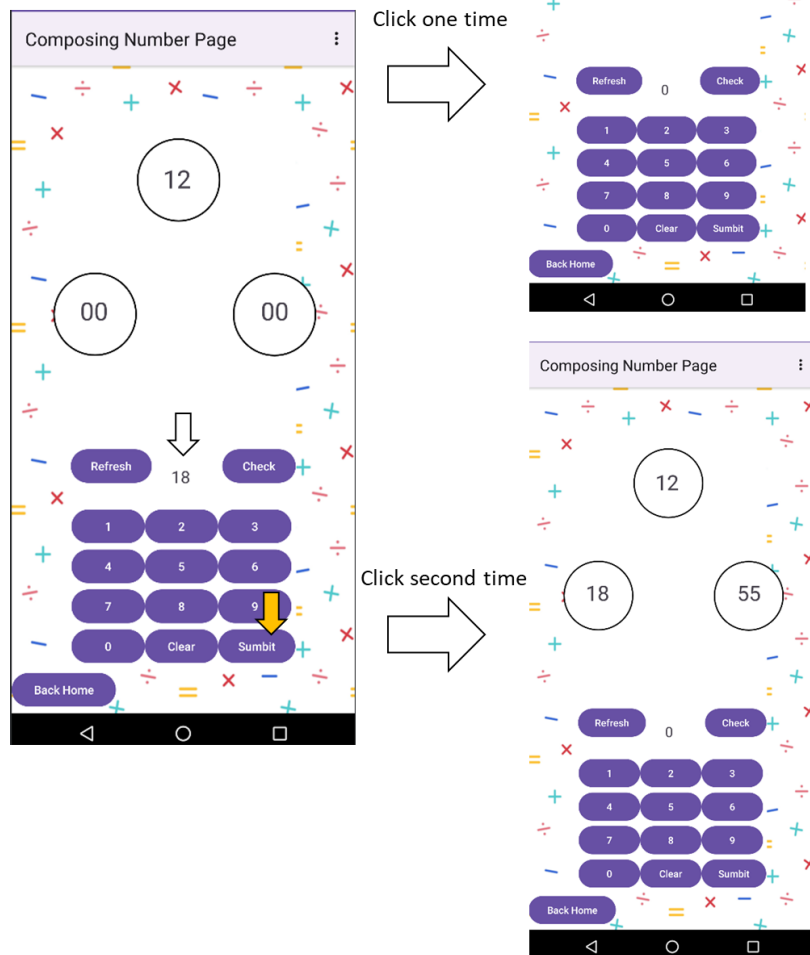 Composing Number Page
12
00 00
Refresh 18 Check
1 2 3
4 5 6
7 8 9
0 Clear Sumbit
Back Home
Click one time
Refresh 0 Check
1 2 3
4 5 6
7 8 9
0 Clear Sumbit
Back Home
Click second time
Composing Number Page
12
18 55
Refresh 0 Check
1 2 3
4 5 6
7 8 9
0 Clear Sumbit
Back Home